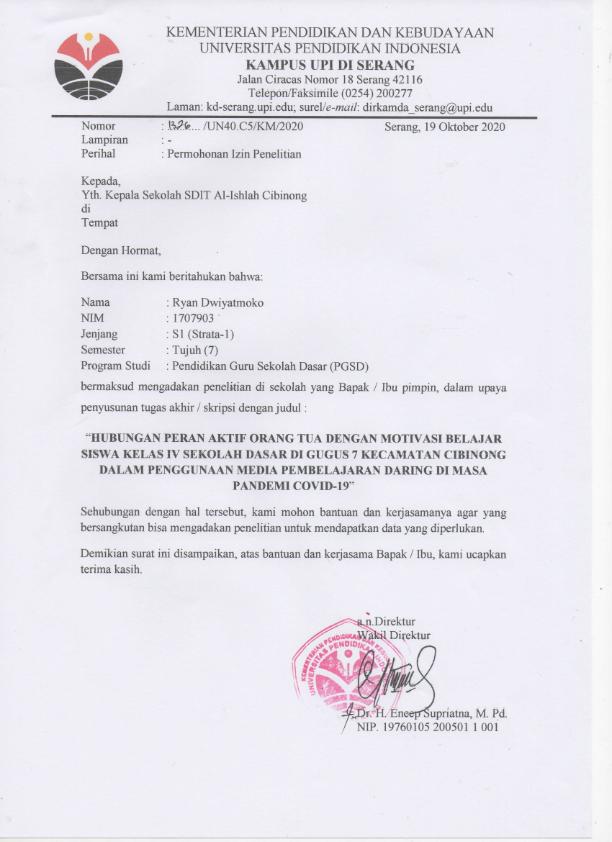 KEMENTERIAN PENDIDIKAN DAN KEBUDAYAAN
UNIVERSITAS PENDIDIKAN INDONESIA
KAMPUS UPI DI SERANG
Jalan Ciracas Nomor 18 Serang 42116
Telepon/Faksimile (0254) 200277
Laman: kd-serang.upi.edu; surel/e-mail: dirkamda_serang@upi.edu
Nomor : 1326... /UN40.C5/KM/2020 Serang, 19 Oktober 2020
Lampiran : -
Perihal : Permohonan Izin Penelitian
Kepada,
Yth. Kepala Sekolah SDIT Al-Ishlah Cibinong
di
Tempat
Dengan Hormat,
Bersama ini kami beritahukan bahwa:
Nama : Ryan Dwiyatmoko
NIM : 1707903
Jenjang : S1 (Strata-1)
Semester : Tujuh (7)
Program Studi : Pendidikan Guru Sekolah Dasar (PGSD)
bermaksud mengadakan penelitian di sekolah yang Bapak / Ibu pimpin, dalam upaya
penyusunan tugas akhir / skripsi dengan judul :
“HUBUNGAN PERAN AKTIF ORANG TUA DENGAN MOTIVASI BELAJAR
SISWA KELAS IV SEKOLAH DASAR DI GUGUS 7 KECAMATAN CIBINONG
DALAM PENGGUNAAN MEDIA PEMBELAJARAN DARING DI MASA
PANDEMI COVID-19”
Sehubungan dengan hal tersebut, kami mohon bantuan dan kerjasamanya agar yang
bersangkutan bisa mengadakan penelitian untuk mendapatkan data yang diperlukan.
Demikian surat ini disampaikan, atas bantuan dan kerjasama Bapak / Ibu, kami ucapkan
terima kasih.
a.n.Direktur
Wakil Direktur
KEMENTERIAN PENDIDIKAN DAN
UNIVERSITAS PENDIDIKAN
Dr. H. Encep Supriatna, M. Pd.
NIP. 19760105 200501 1 001